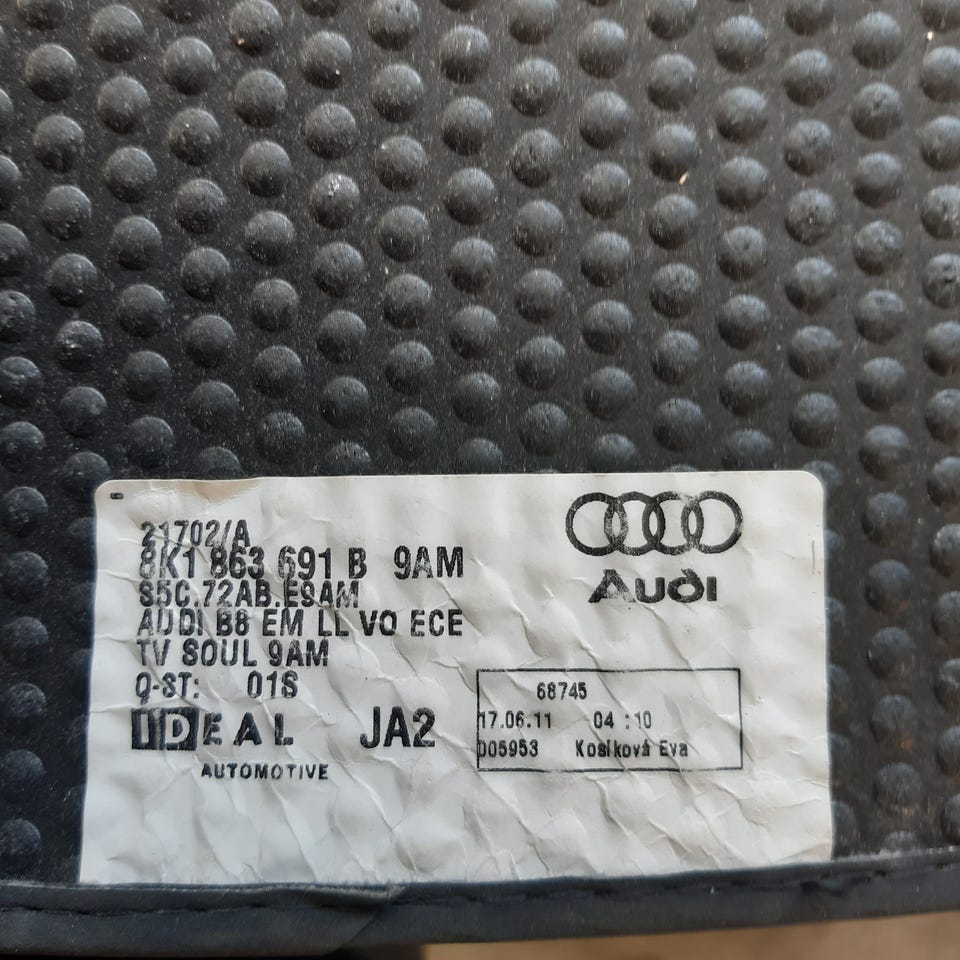 21702/A
8K1 863 691 B 9AM
S5C.72AB.E9AM
AUDI B8 EM LL VO ECE
TV SOUL 9AM
Q-ST: 01S
IDEAL
AUTOMOTIVE
JA2
Audi
68745
17.06.11 04:10
D05953 Kosíková Eva